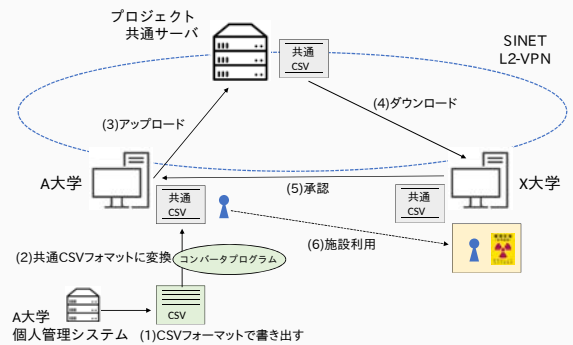 プロジェクト
共通サーバ
共通
CSV
SINET
L2-VPN
(3)アップロード
(4)ダウンロード
A大学
(5)承認
X大学
共通
CSV
共通
CSV
(6)施設利用
(2)共通CSVフォマットに変換
コンバータプログラム
CSV
A大学
個人管理システム
(1)CSVフォーマットで書き出す